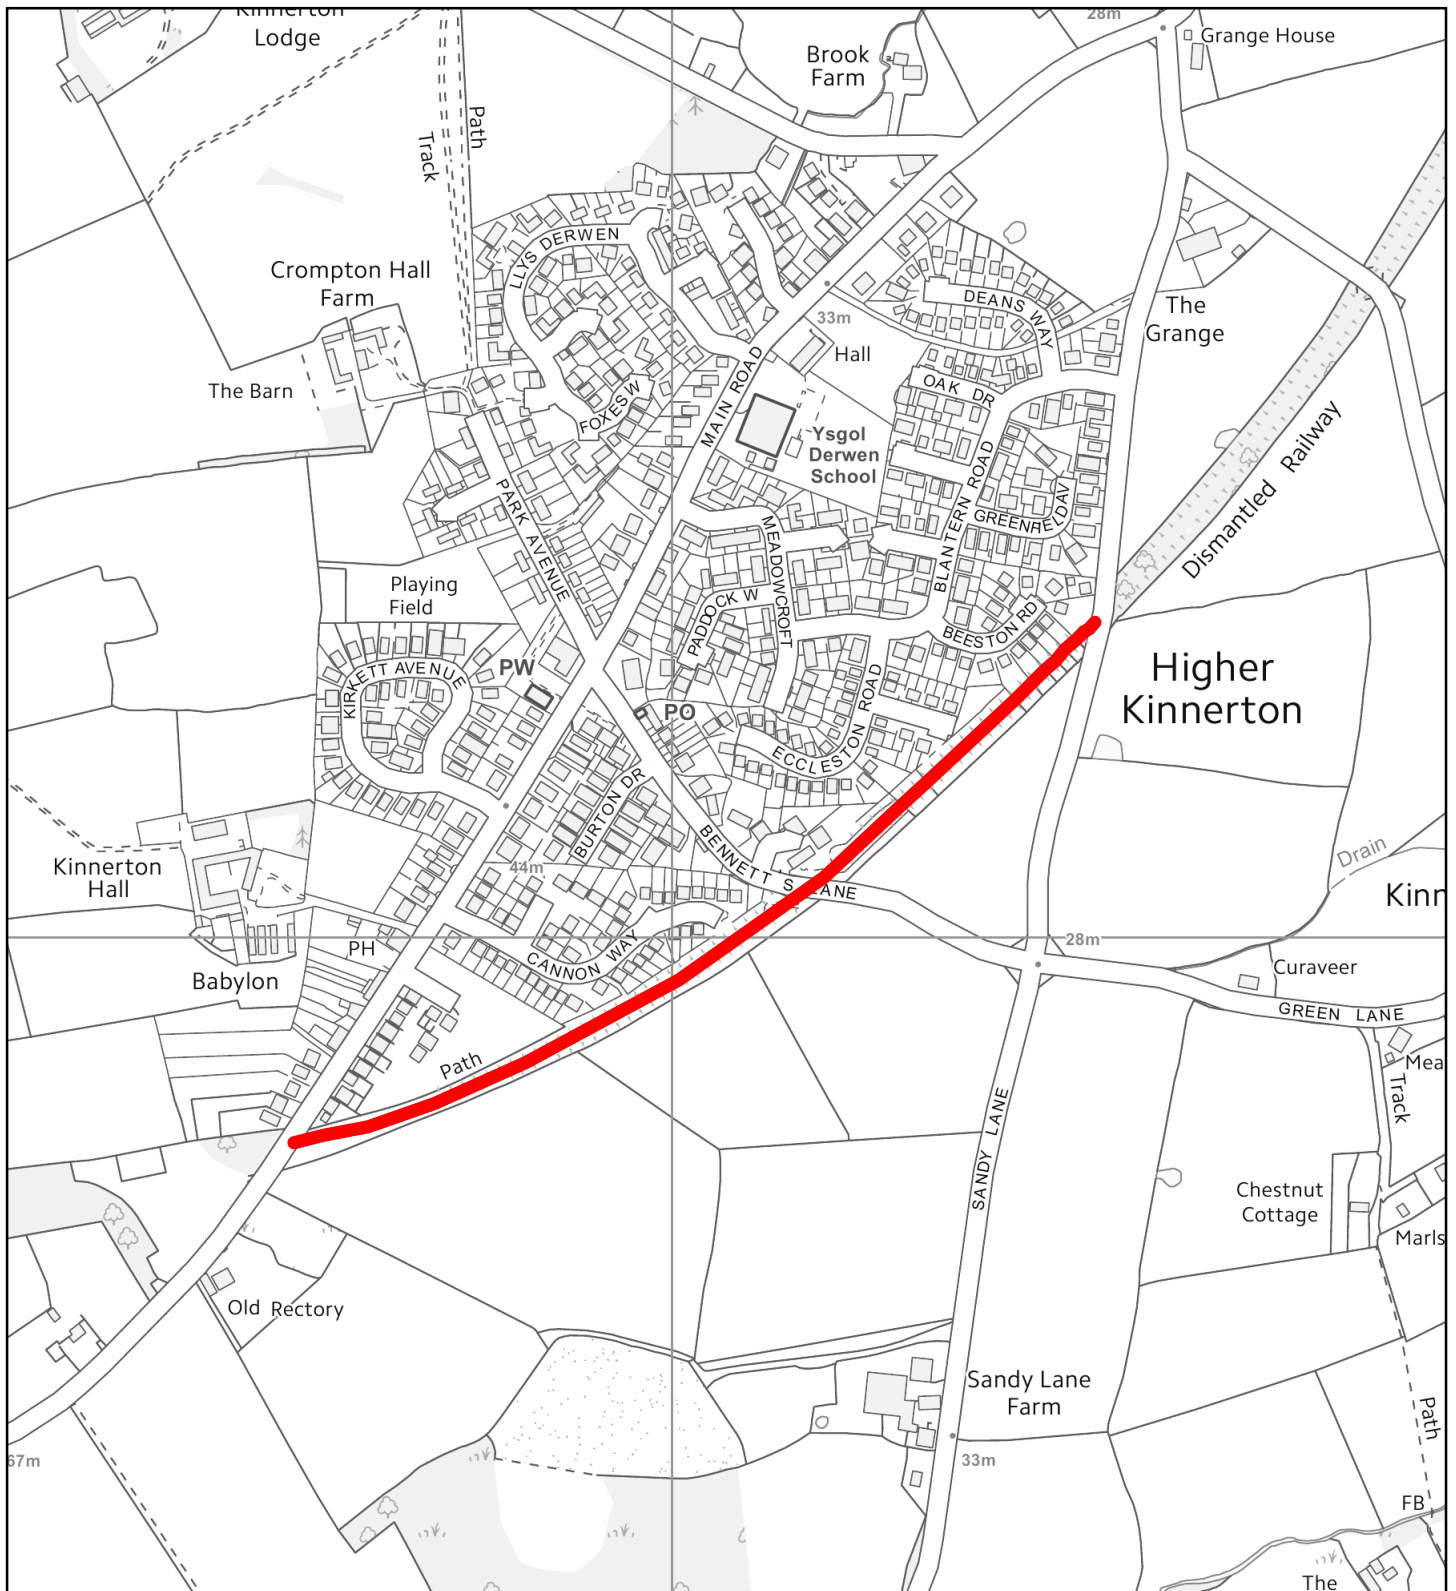 Kinnerton
Lodge
28m
Grange House
Brook
Farm
Path
Track
LLYS DERWEN
Crompton Hall
Farm
DEANS WAY
33m
The
Grange
Hall
The Barn
MAIN ROAD
OAK DR
FOXES W
Ysgol
Derwen
School
Dismantled Railway
PARK AVENUE
BLANTERN ROAD
GREENFIELD AV
MEADOWCROFT
Playing
Field
PADDOCK W
BEESTON RD
Higher
Kinnerton
KIRKETT AVENUE
PW
PO
ECCLESTON ROAD
BURTON DR
BENNETT'S LANE
44m
Drain
Kinnerton
Hall
Kinn
PH
CANNON WAY
28m
Babylon
Curaveer
GREEN LANE
Path
Mea
Track
SANDY LANE
Chestnut
Cottage
Marls
Old Rectory
Sandy Lane
Farm
Path
67m
33m
FB
The